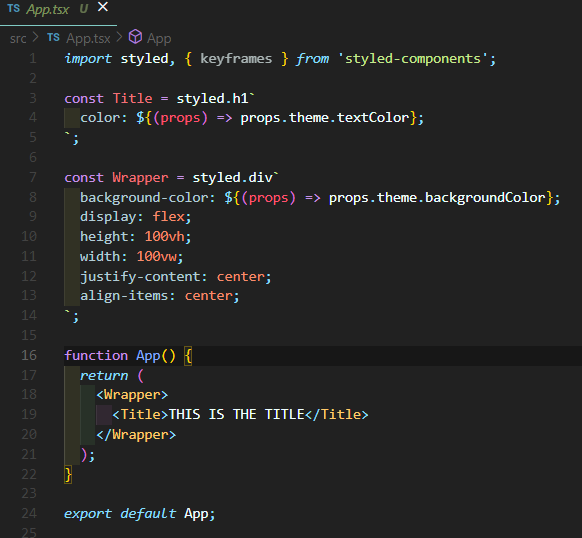 TS App.tsx U ×
src > TS App.tsx > App
1 import styled, { keyframes } from 'styled-components';
2
3 const Title = styled.h1`
4   color: ${(props) => props.theme.textColor};
5 `;
6
7 const Wrapper = styled.div`
8   background-color: ${(props) => props.theme.backgroundColor};
9   display: flex;
10   height: 100vh;
11   width: 100vw;
12   justify-content: center;
13   align-items: center;
14 `;
15
16 function App() {
17   return (
18     <Wrapper>
19       <Title>THIS IS THE TITLE</Title>
20     </Wrapper>
21   );
22 }
23
24 export default App;
25